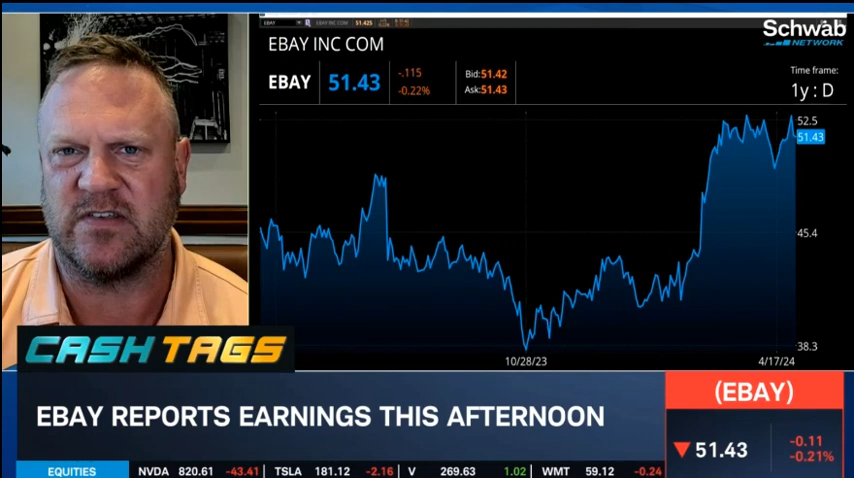 EBAY
EBAY INC COM
51.425
Schwab
NETWORK
EBAY INC COM
EBAY
51.43
-.115
-0.22%
Bid:51.42
Ask:51.43
Time frame:
1y : D
52.5
51.43
45.4
38.3
10/28/23
4/17/24
CASH TAGS
EBAY REPORTS EARNINGS THIS AFTERNOON
(EBAY)
▼ 51.43
-0.11
-0.21%
EQUITIES NVDA 820.61 -43.41 TSLA 181.12 -2.16 V 269.63 1.02 WMT 59.12 -0.24